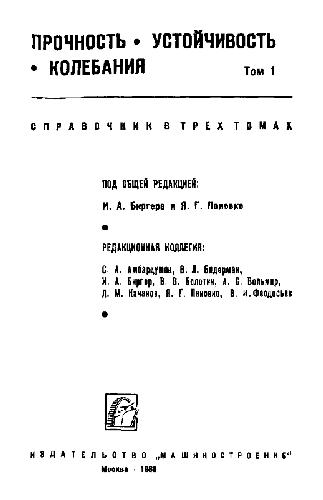 ПРОЧНОСТЬ • УСТОЙЧИВОСТЬ
• КОЛЕБАНИЯ Том 1
СПРАВОЧНИК В ТРЕХ ТОМАХ
ПОД ОБЩЕЙ РЕДАКЦИЕЙ:
И. А. Биргера и Я. Г. Пановко
•
РЕДАКЦИОННАЯ КОЛЛЕГИЯ:
С. А. Амбарцумян, В. Л. Бидерман,
И. А. Биргер, В. В. Болотин, А. С. Вольмир,
Л. М. Качанов, Я. Г. Пановко, В. И. Феодосьев
•
ИЗДАТЕЛЬСТВО „МАШИНОСТРОЕНИЕ“
Москва •